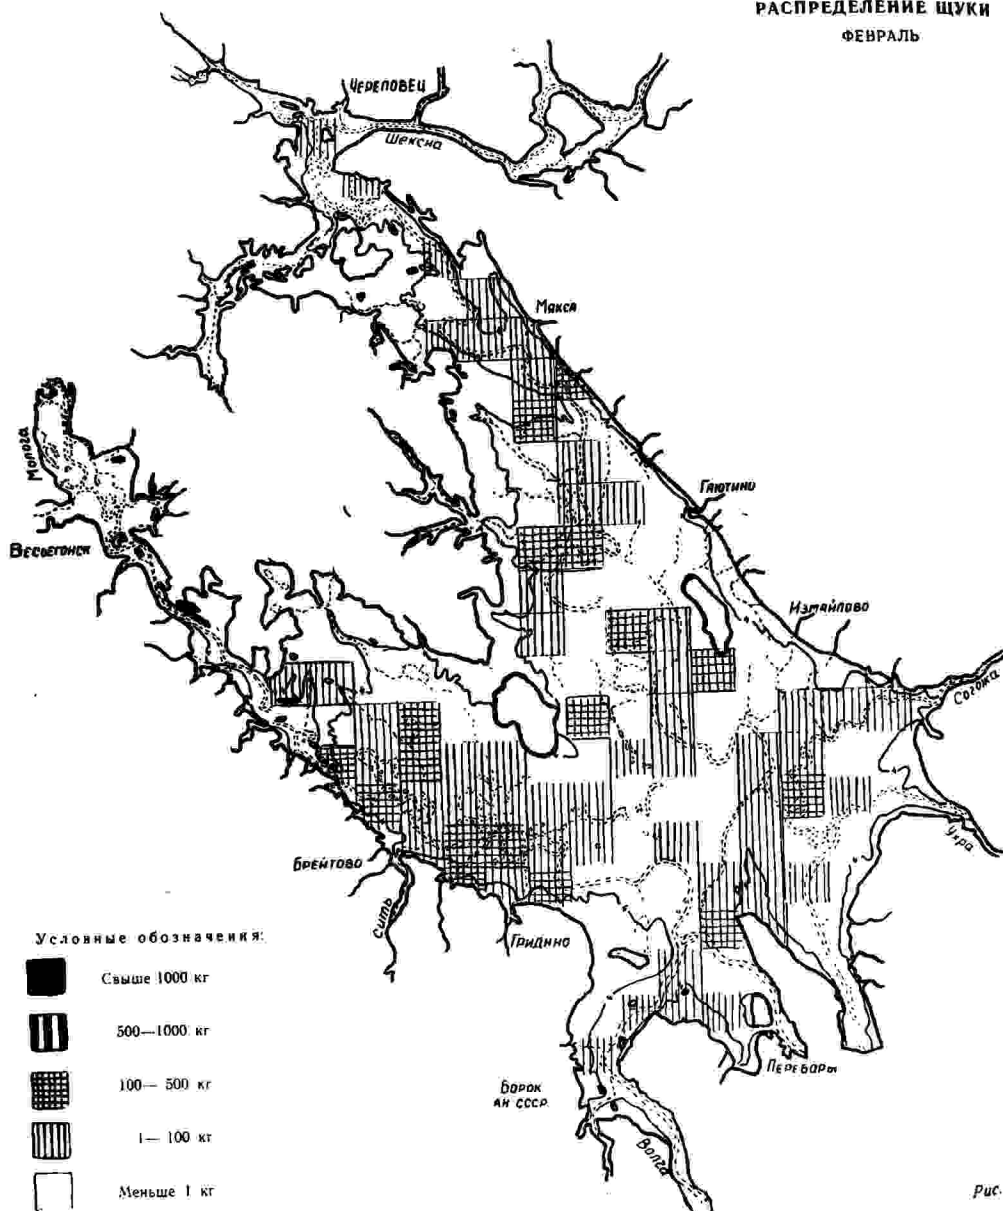 РАСПРЕДЕЛЕНИЕ ЩУКИ
ФЕВРАЛЬ
ЧЕРЕПОВЕЦ
Шексна
Мякса
Молога
Весьегонск
Гаютино
Измайлово
Согожа
Ухра
Брейтово
Сить
Гридино
Переборы
Борок
АН СССР
Волга
Условные обозначения:
Свыше 1000 кг
500—1000 кг
100— 500 кг
1— 100 кг
Меньше 1 кг
Рис.